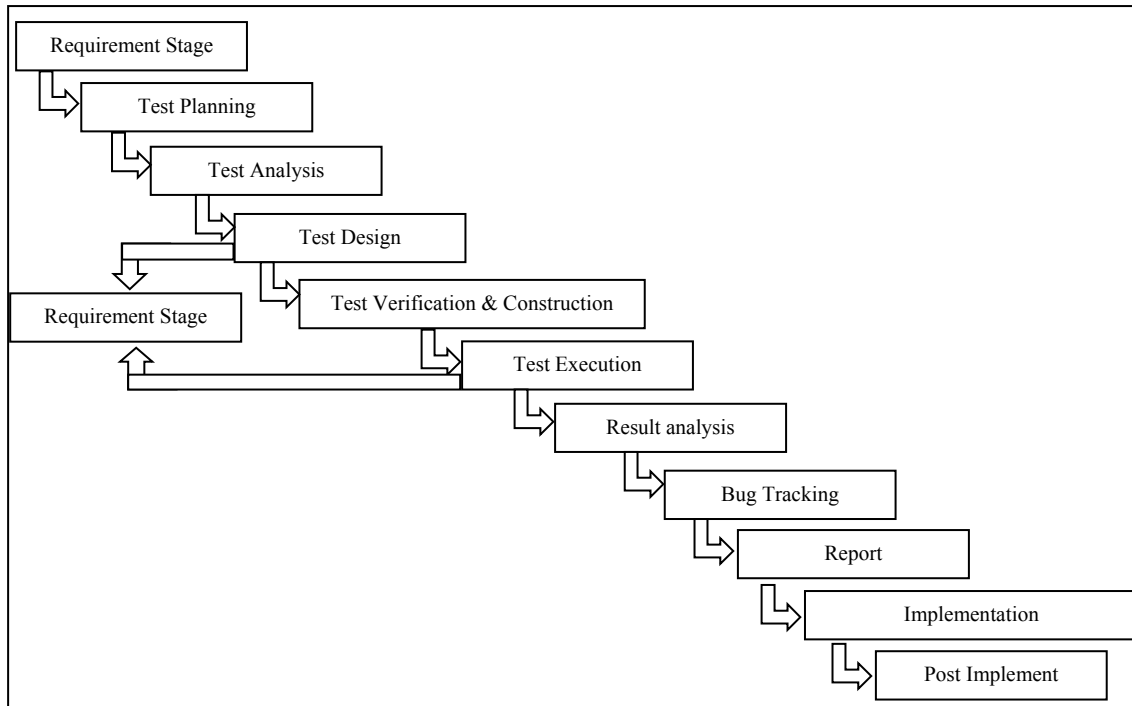 Requirement Stage
Test Planning
Test Analysis
Test Design
Requirement Stage
Test Verification & Construction
Test Execution
Result analysis
Bug Tracking
Report
Implementation
Post Implement